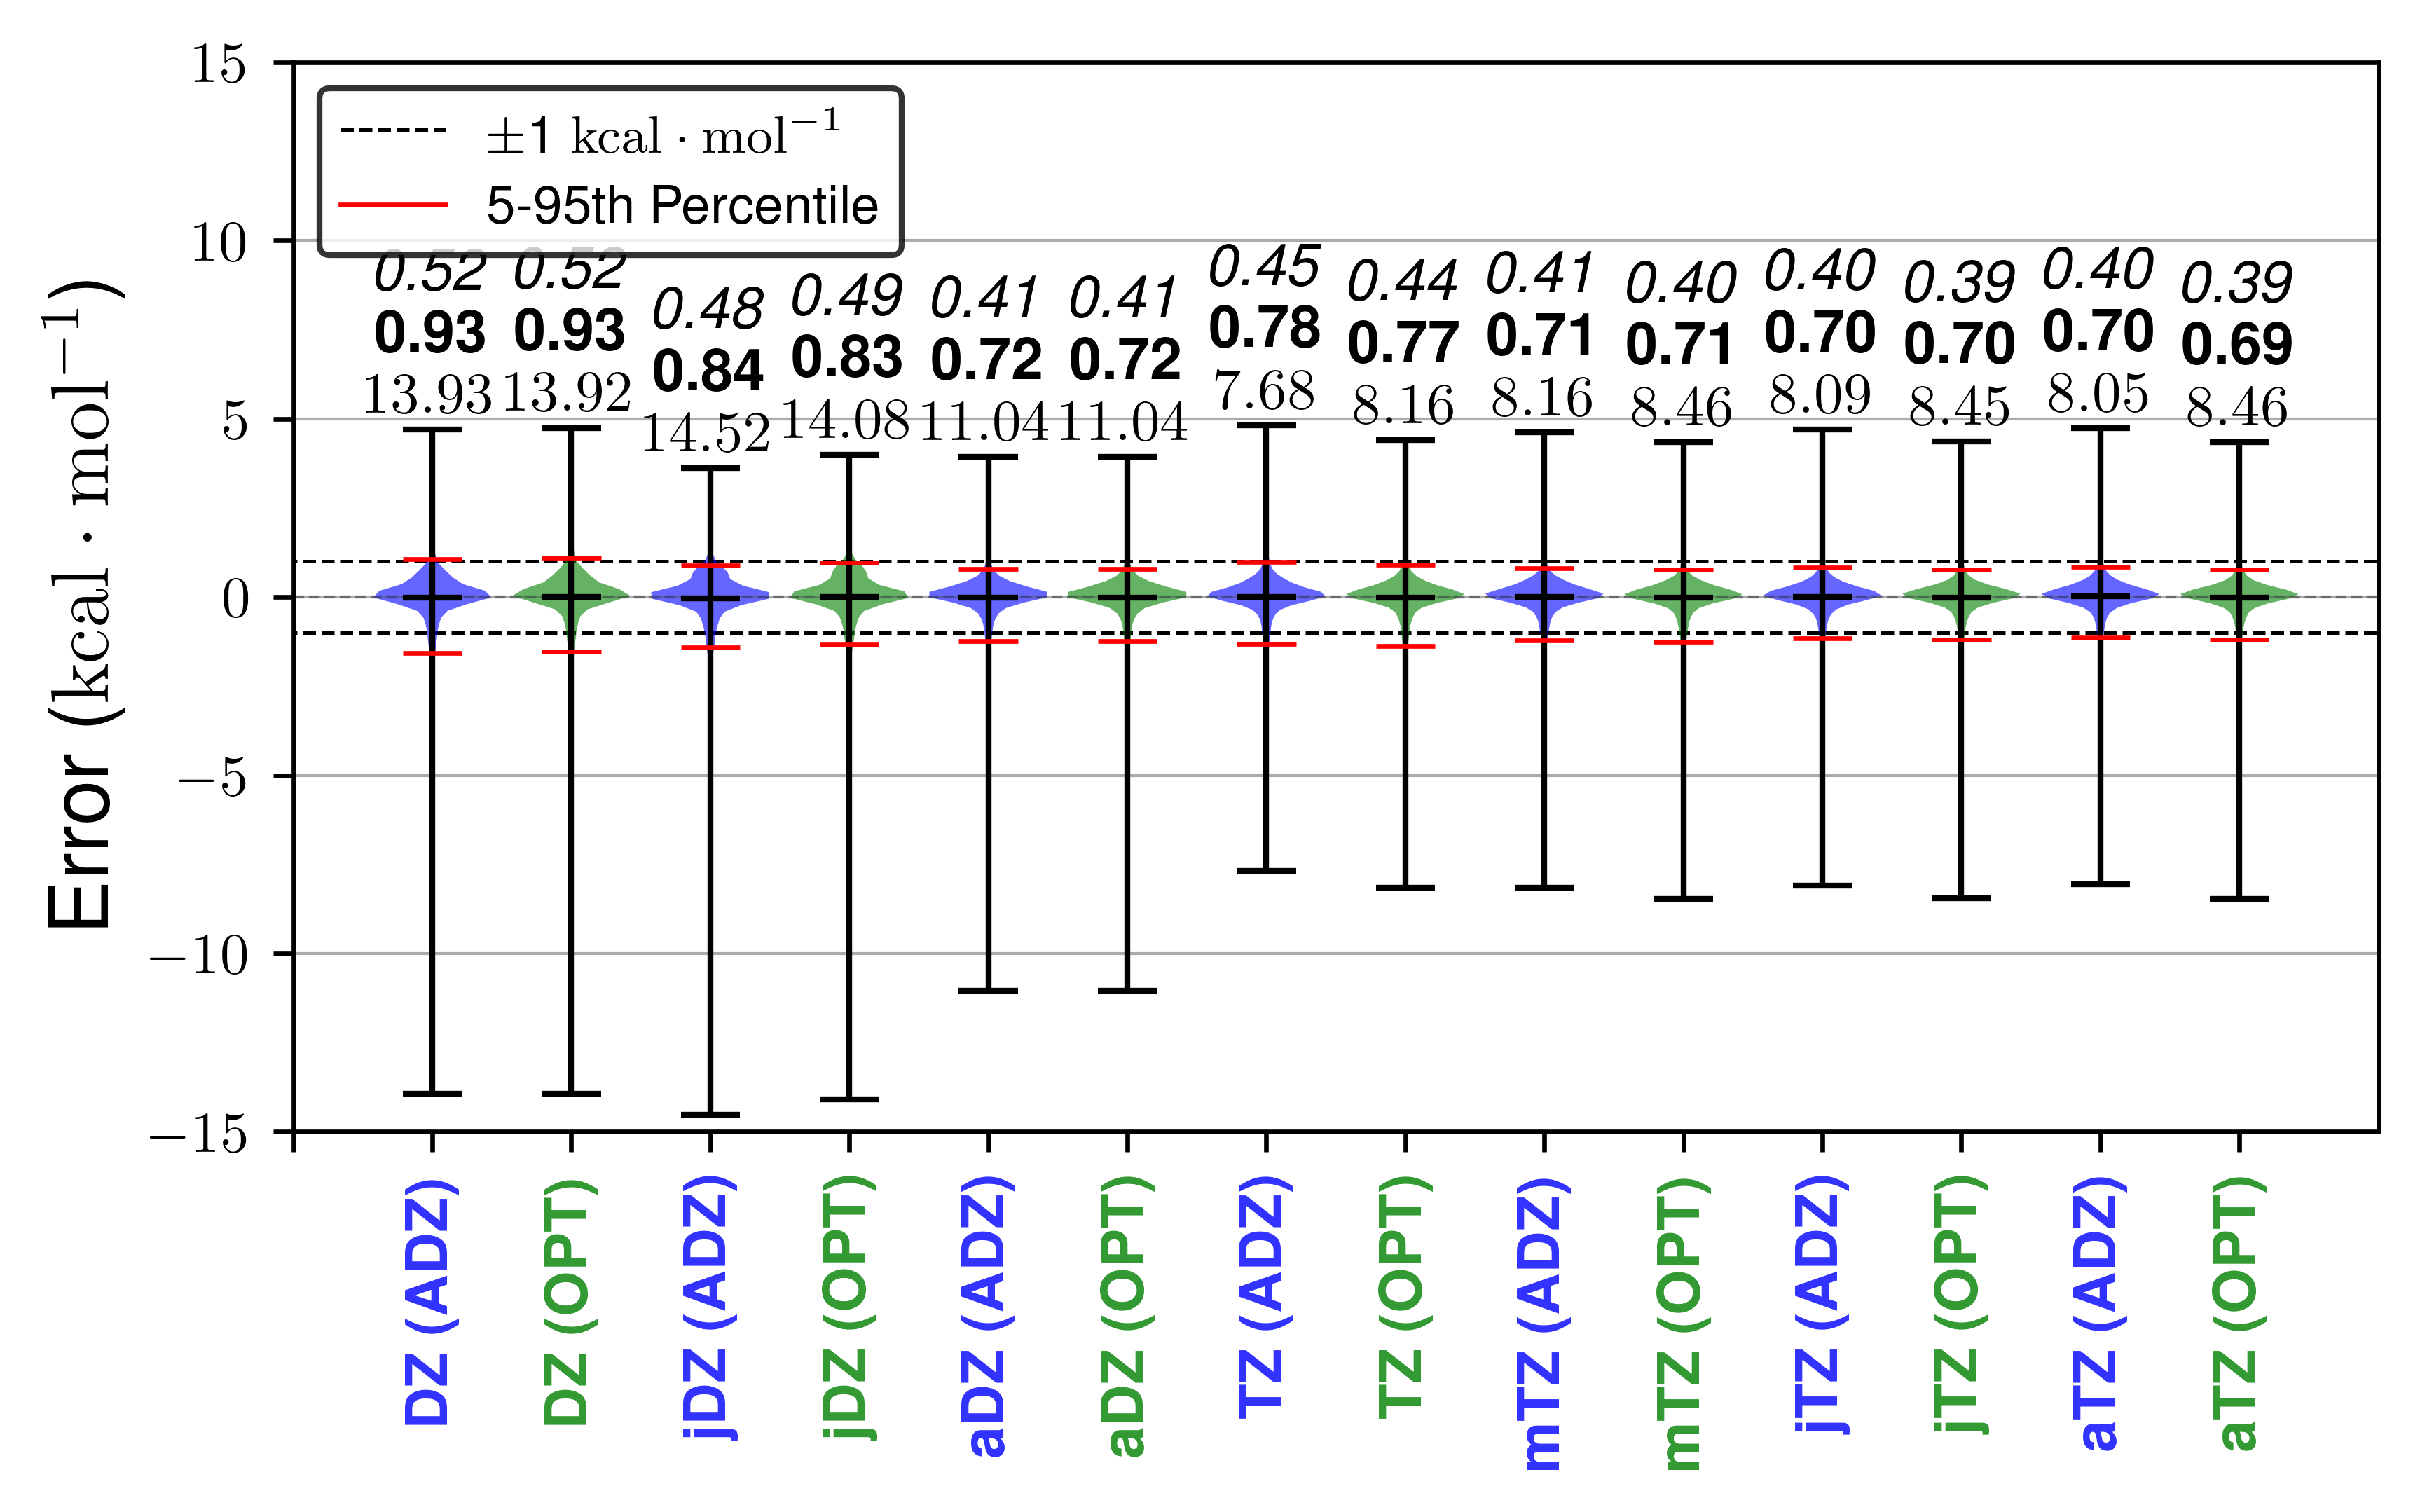 Error (kcal · mol⁻¹)
15
10
5
0
−5
−10
−15
±1 kcal · mol⁻¹
5-95th Percentile
0.52 0.52 0.48 0.49 0.41 0.41 0.45 0.44 0.41 0.40 0.40 0.39 0.40 0.39
0.93 0.93 0.84 0.83 0.72 0.72 0.78 0.77 0.71 0.71 0.70 0.70 0.70 0.69
13.93 13.92 14.52 14.08 11.04 11.04 7.68 8.16 8.16 8.46 8.09 8.45 8.05 8.46
DZ (ADZ)
DZ (OPT)
jDZ (ADZ)
jDZ (OPT)
aDZ (ADZ)
aDZ (OPT)
TZ (ADZ)
TZ (OPT)
mTZ (ADZ)
mTZ (OPT)
jTZ (ADZ)
jTZ (OPT)
aTZ (ADZ)
aTZ (OPT)